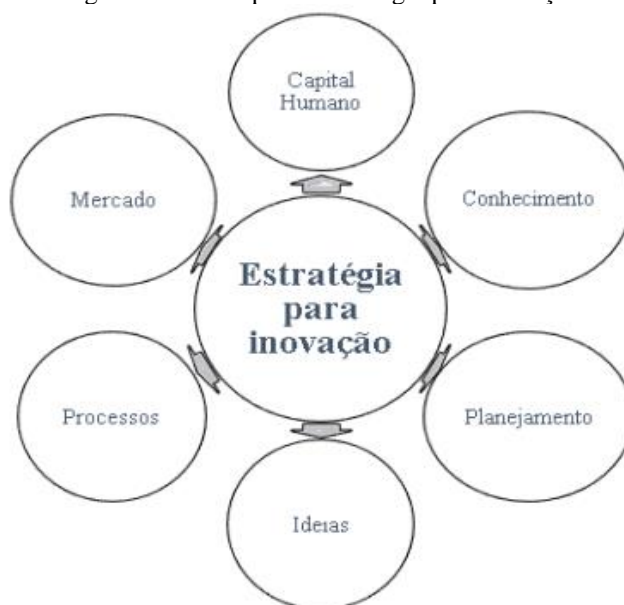 Capital
Humano
Mercado
Conhecimento
Estratégia
para
inovação
Processos
Planejamento
Ideias